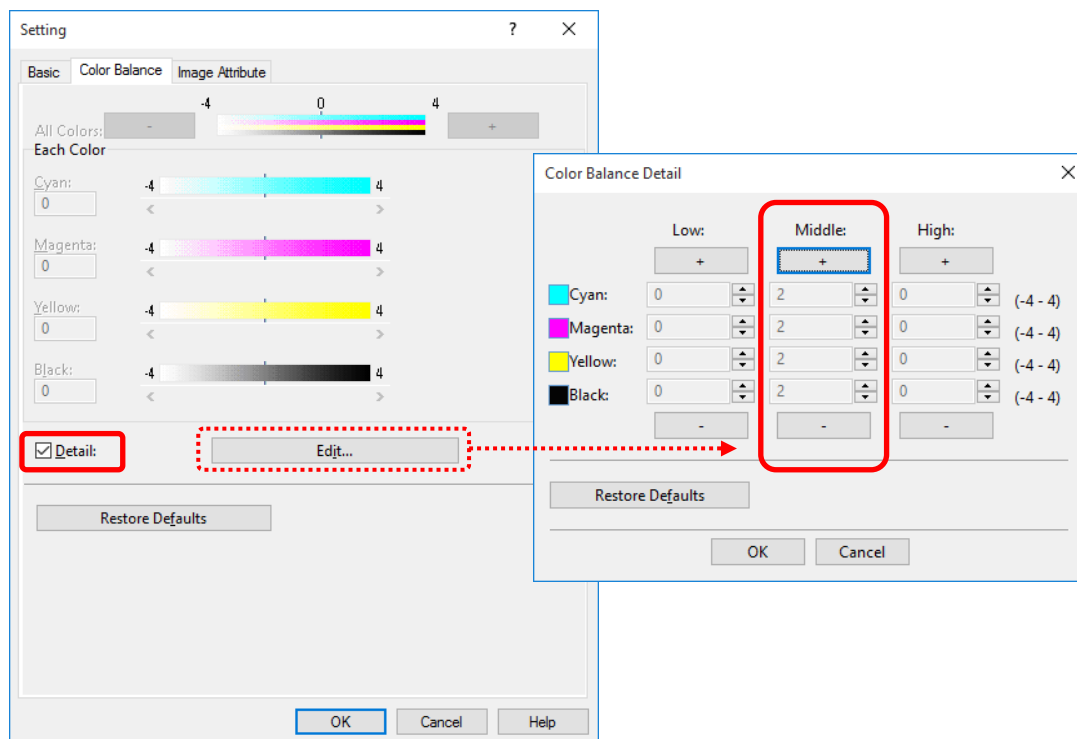 Setting ?
Basic Color Balance Image Attribute
-4 0 4
All Colors: - +
Each Color
Cyan: -4 4
0 < >
Magenta: -4 4
0 < >
Yellow: -4 4
0 < >
Black: -4 4
0 < >
Detail: Edit...
Restore Defaults
OK Cancel Help
Color Balance Detail
Low: Middle: High:
+ + +
Cyan: 0 2 0 (-4 - 4)
Magenta: 0 2 0 (-4 - 4)
Yellow: 0 2 0 (-4 - 4)
Black: 0 2 0 (-4 - 4)
- - -
Restore Defaults
OK Cancel